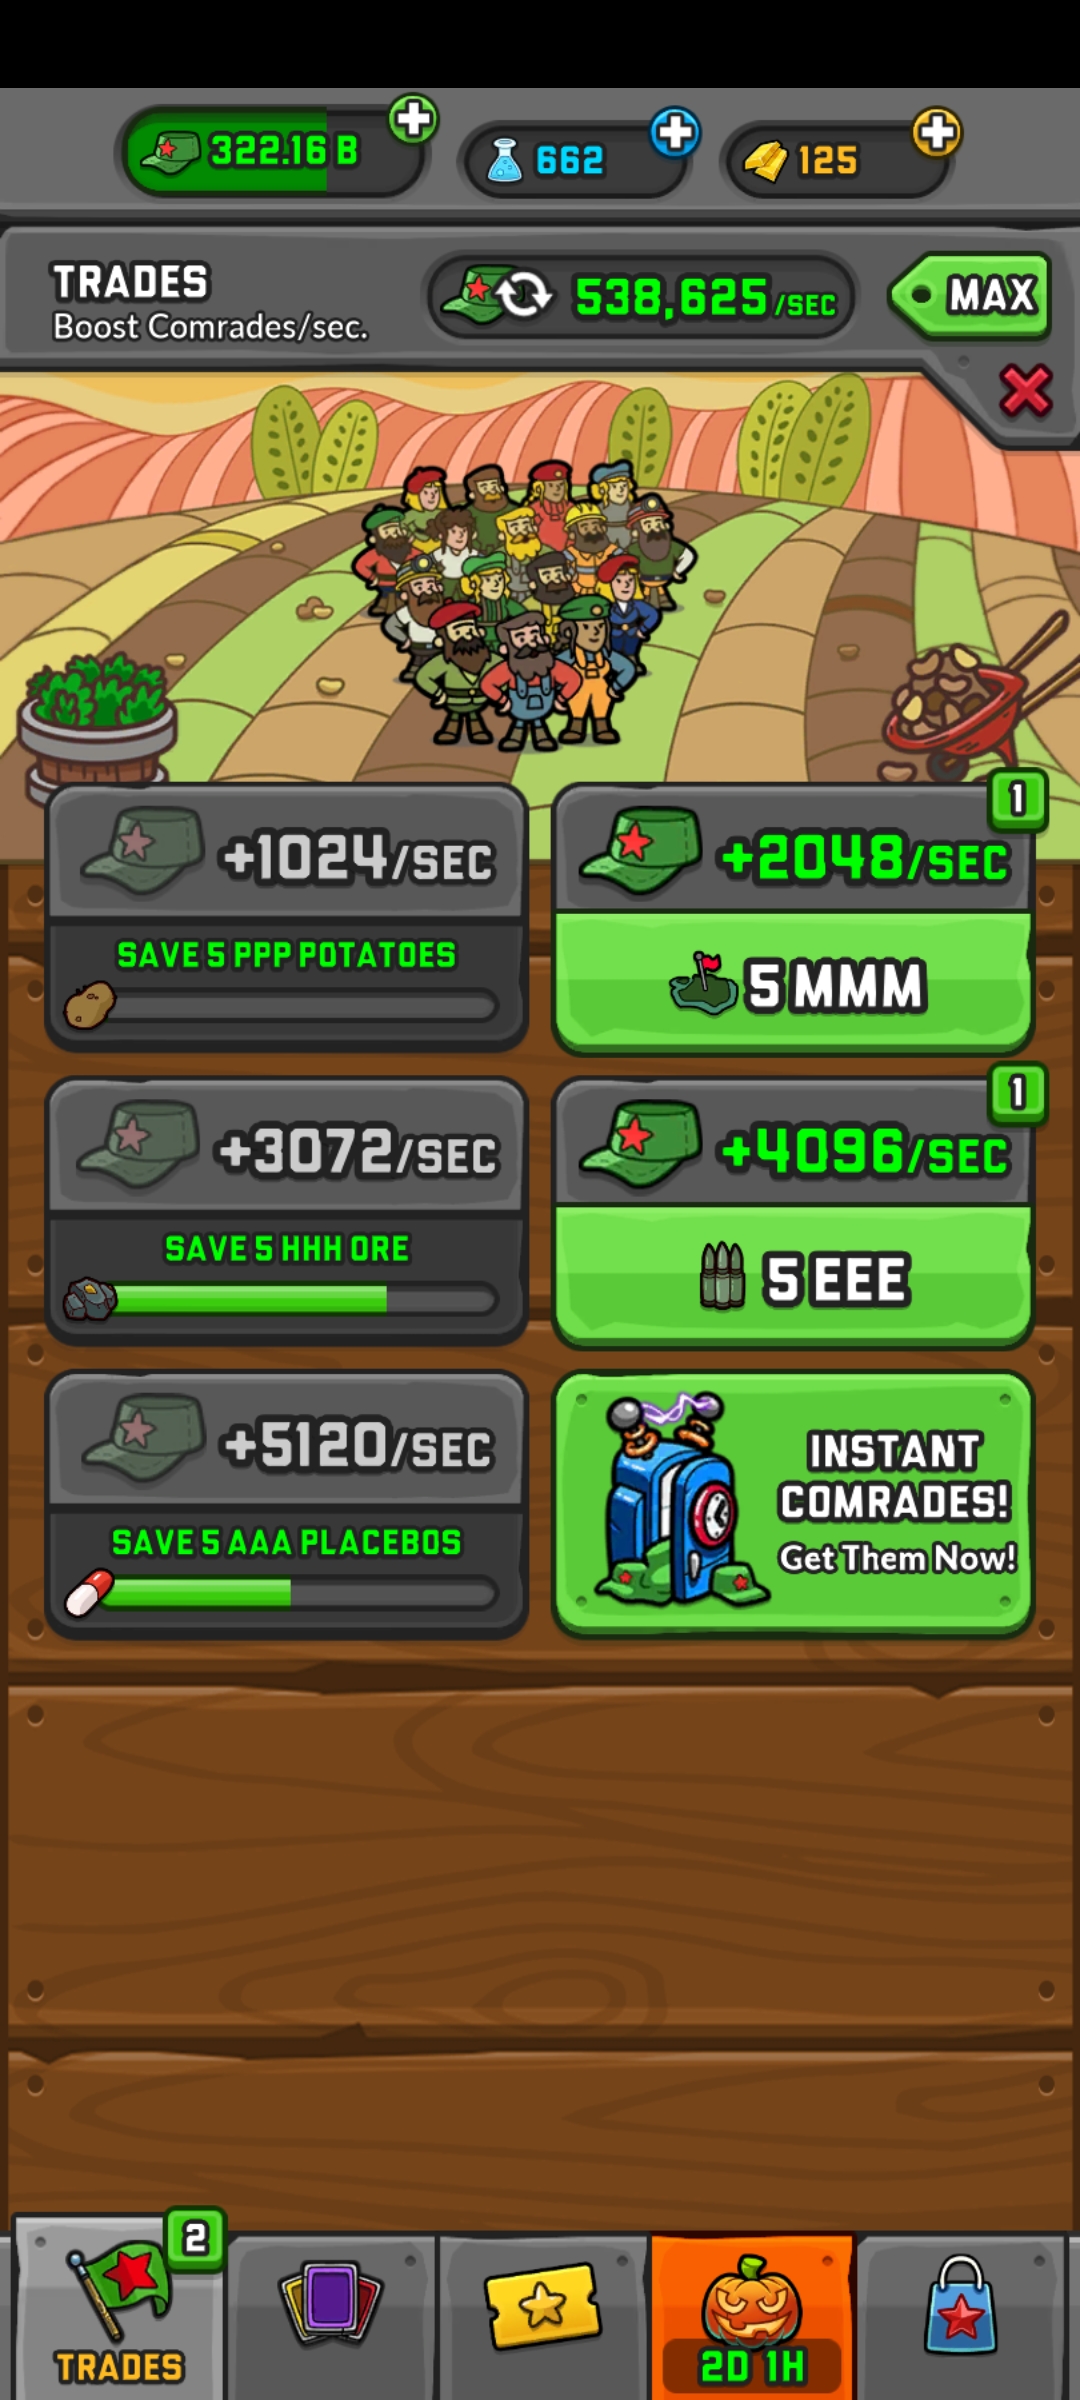 322.16 B
662
125
TRADES
Boost Comrades/sec.
538,625/SEC
MAX
+1024/SEC
SAVE 5 PPP POTATOES
1
+2048/SEC
5 MMM
+3072/SEC
SAVE 5 HHH ORE
1
+4096/SEC
5 EEE
+5120/SEC
SAVE 5 AAA PLACEBOS
INSTANT
COMRADES!
Get Them Now!
2
TRADES
2D 1H